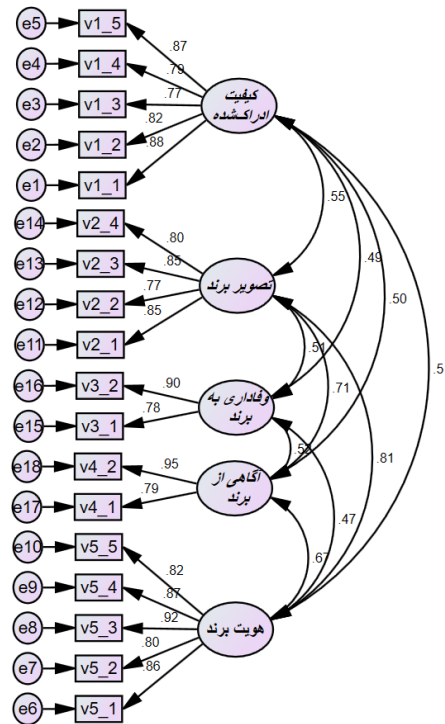 e5 v1_5
.87
e4 v1_4
.79
e3 v1_3
.77
کیفیت
ادراک‌شده
e2 v1_2
.82
e1 v1_1
.88
e14 v2_4
.80
.55
e13 v2_3
.85
.49
تصویر برند
e12 v2_2
.77
.50
e11 v2_1
.85
.51
.5
e16 v3_2
.90
.71
وفاداری به
برند
e15 v3_1
.78
e18 v4_2
.95
.81
آگاهی از
برند
e17 v4_1
.79
.47
e10 v5_5
.82
.67
e9 v5_4
.87
e8 v5_3
.92
هویت برند
e7 v5_2
.80
e6 v5_1
.86